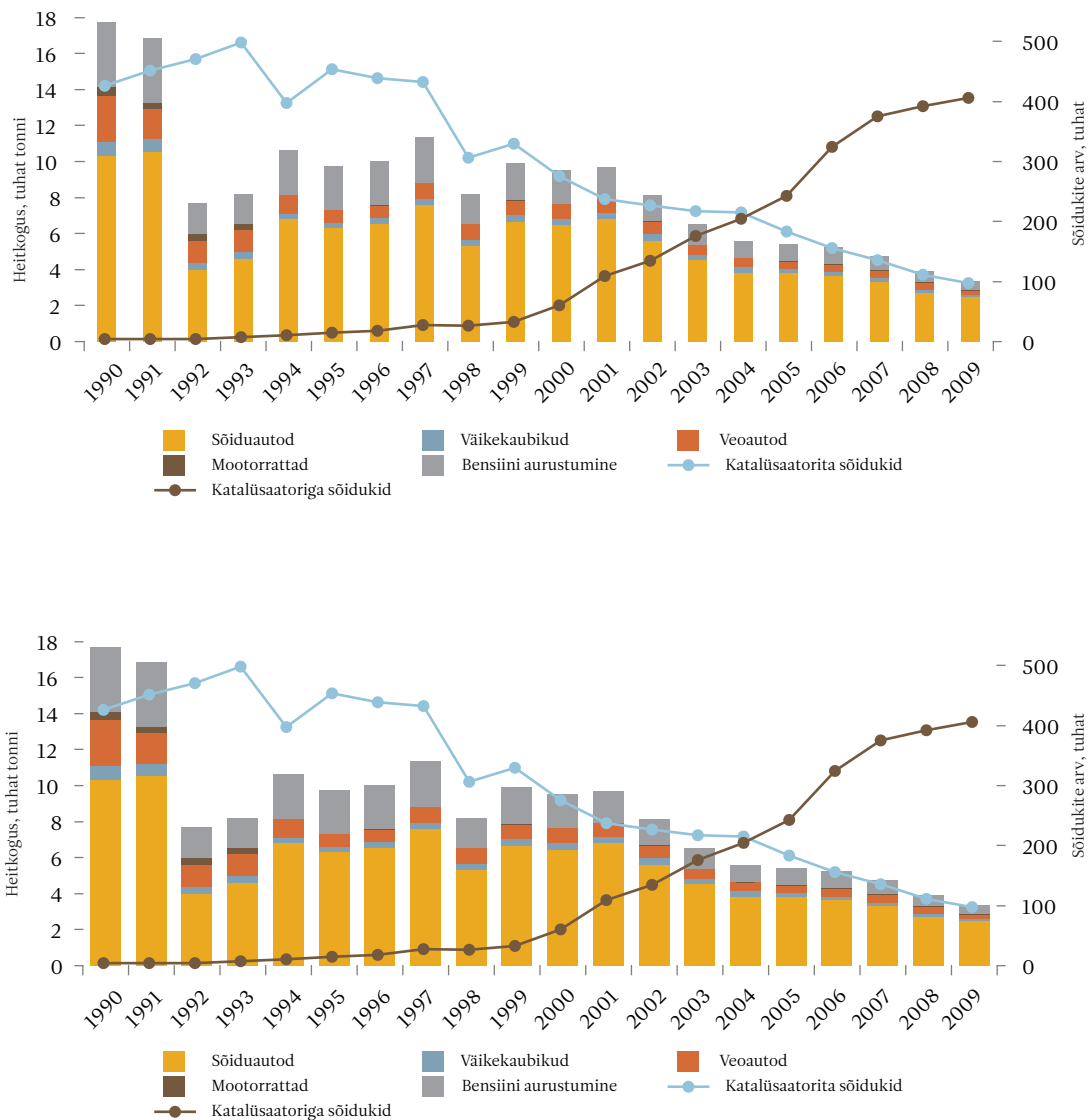 Heitkogus, tuhat tonni
Sõidukite arv, tuhat
18
16
14
12
10
8
6
4
2
0
500
400
300
200
100
0
1990 1991 1992 1993 1994 1995 1996 1997 1998 1999 2000 2001 2002 2003 2004 2005 2006 2007 2008 2009
Sõiduautod Väikekaubikud Veoautod
Mootorrattad Bensiini aurustumine Katalüsaatorita sõidukid
Katalüsaatoriga sõidukid
Heitkogus, tuhat tonni
Sõidukite arv, tuhat
18
16
14
12
10
8
6
4
2
0
500
400
300
200
100
0
1990 1991 1992 1993 1994 1995 1996 1997 1998 1999 2000 2001 2002 2003 2004 2005 2006 2007 2008 2009
Sõiduautod Väikekaubikud Veoautod
Mootorrattad Bensiini aurustumine Katalüsaatorita sõidukid
Katalüsaatoriga sõidukid